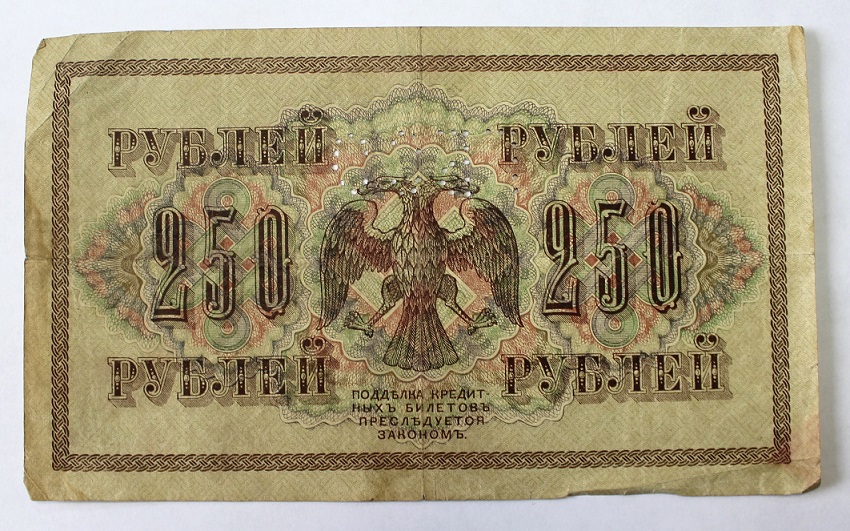 РУБЛЕЙ РУБЛЕЙ
250 250
РУБЛЕЙ РУБЛЕЙ
ПОДДѢЛКА КРЕДИТ-
НЫХЪ БИЛЕТОВЪ
ПРЕСЛѢДУЕТСЯ
ЗАКОНОМЪ.